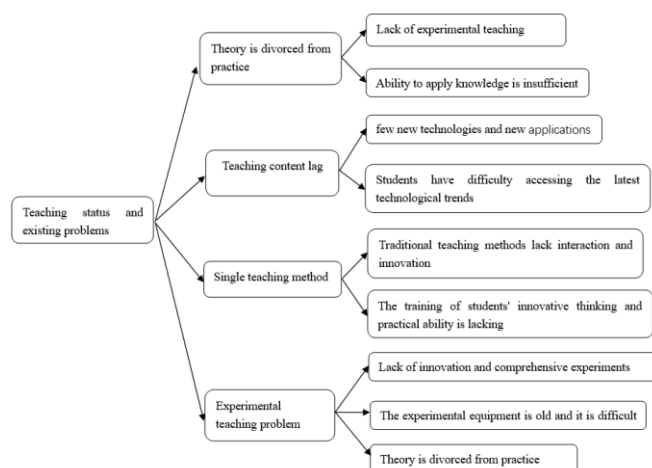 Lack of experimental teaching
Theory is divorced from
practice
Ability to apply knowledge is insufficient
few new technologies and new applications
Teaching content lag
Students have difficulty accessing the latest
technological trends
Teaching status and
existing problems
Traditional teaching methods lack interaction and
innovation
Single teaching method
The training of students' innovative thinking and
practical ability is lacking
Lack of innovation and comprehensive experiments
Experimental
teaching problem
The experimental equipment is old and it is difficult
Theory is divorced from practice